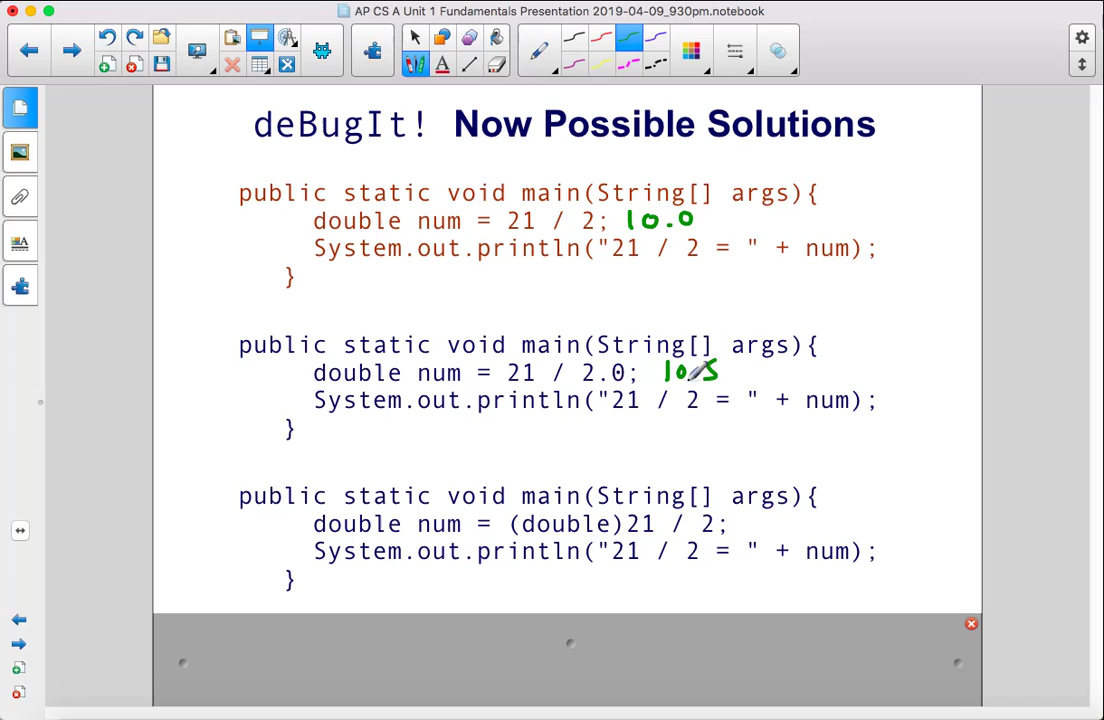 AP CS A Unit 1 Fundamentals Presentation 2019-04-09_930pm.notebook
deBugIt! Now Possible Solutions
public static void main(String[] args){
double num = 21 / 2; 10.0
System.out.println("21 / 2 = " + num);
}
public static void main(String[] args){
double num = 21 / 2.0; 10.5
System.out.println("21 / 2 = " + num);
}
public static void main(String[] args){
double num = (double)21 / 2;
System.out.println("21 / 2 = " + num);
}